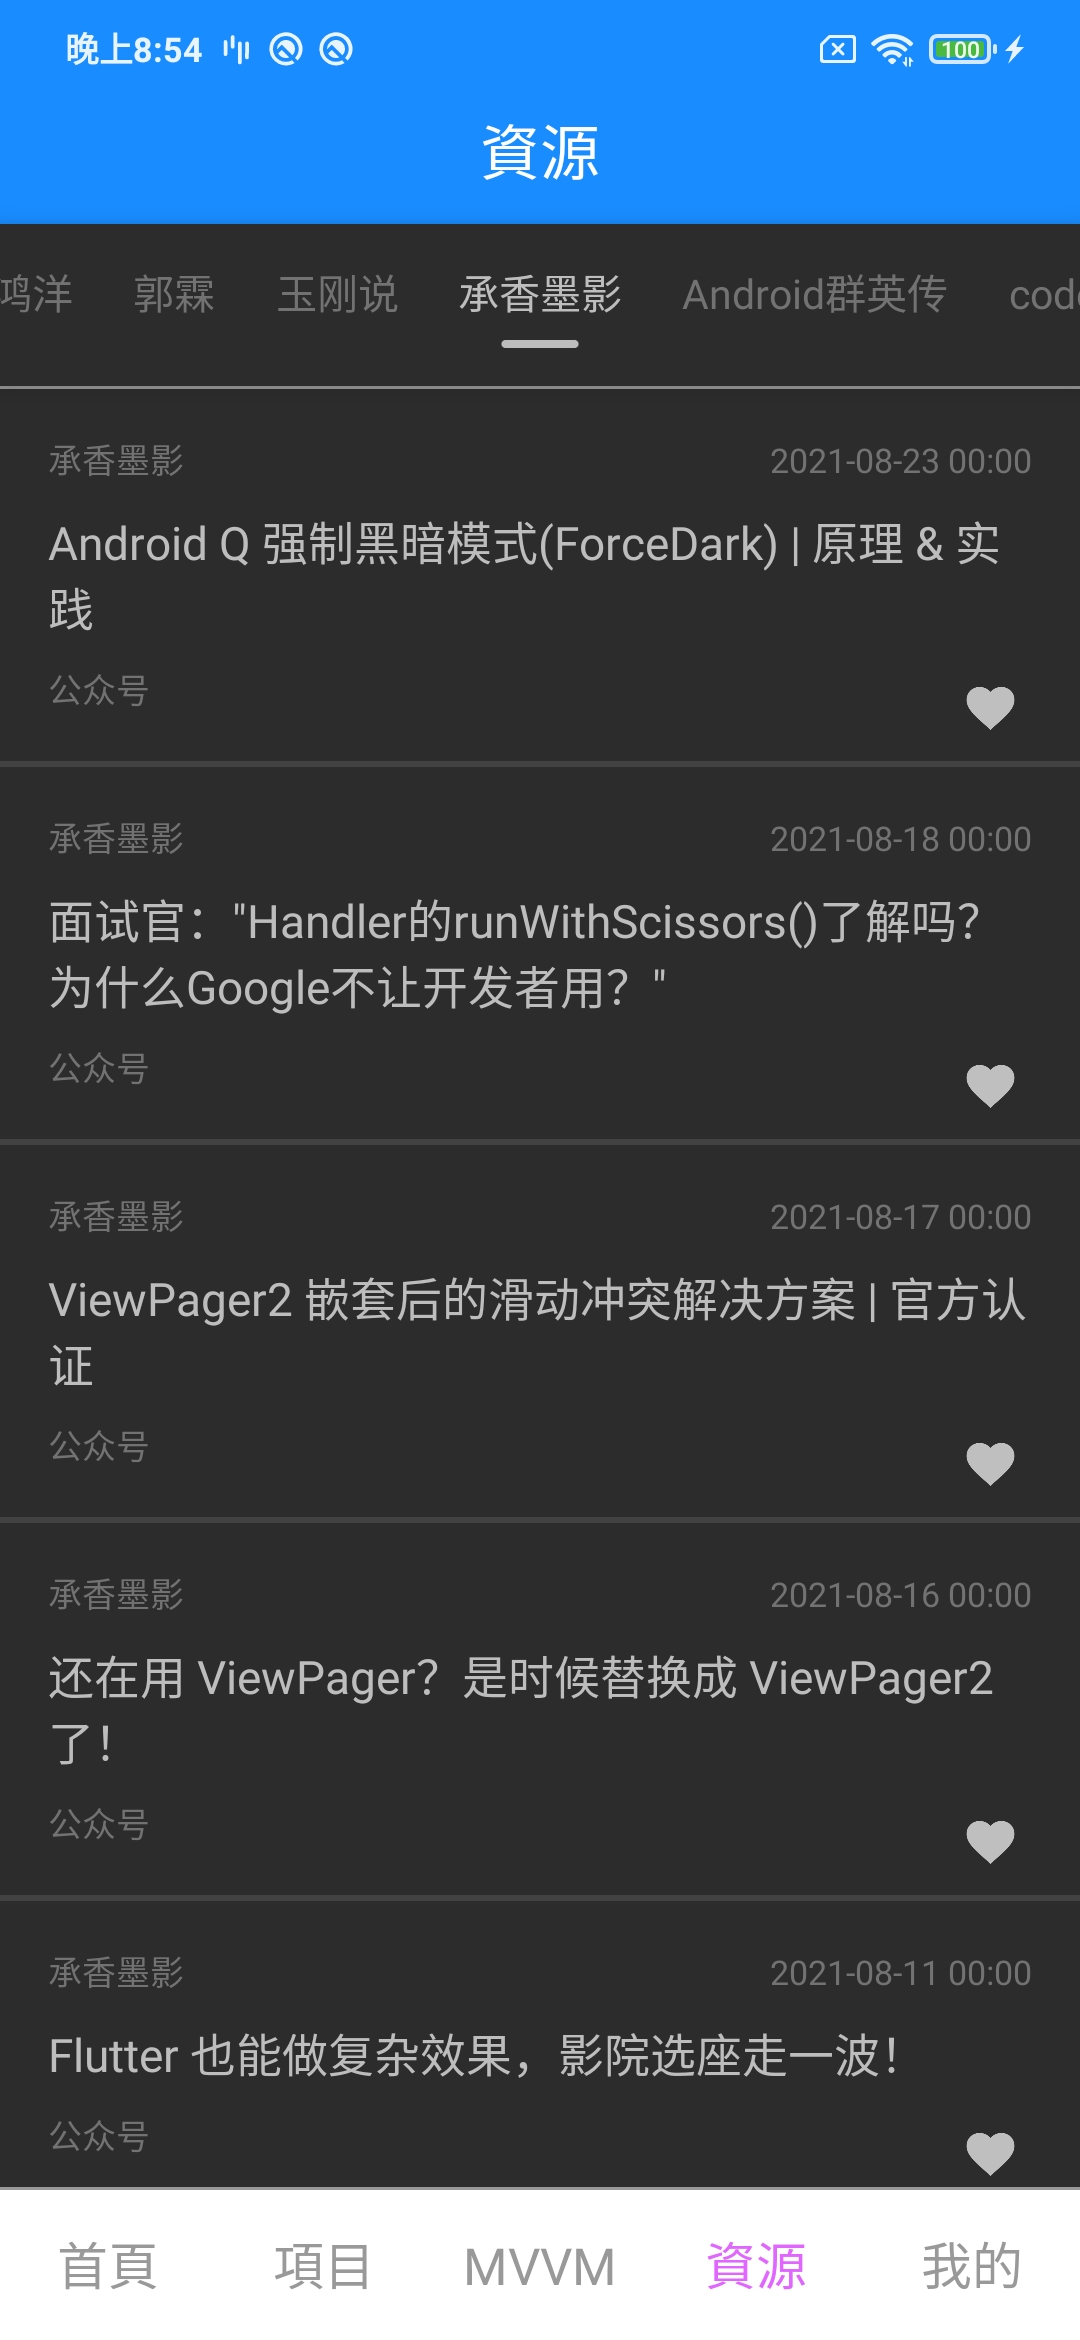 晚上8:54
100
資源
鸿洋 郭霖 玉刚说 承香墨影 Android群英传 code
承香墨影 2021-08-23 00:00
Android Q 强制黑暗模式(ForceDark) | 原理 & 实
践
公众号
承香墨影 2021-08-18 00:00
面试官："Handler的runWithScissors()了解吗？
为什么Google不让开发者用？"
公众号
承香墨影 2021-08-17 00:00
ViewPager2 嵌套后的滑动冲突解决方案 | 官方认
证
公众号
承香墨影 2021-08-16 00:00
还在用 ViewPager？是时候替换成 ViewPager2
了！
公众号
承香墨影 2021-08-11 00:00
Flutter 也能做复杂效果，影院选座走一波！
公众号
首頁 項目 MVVM 資源 我的